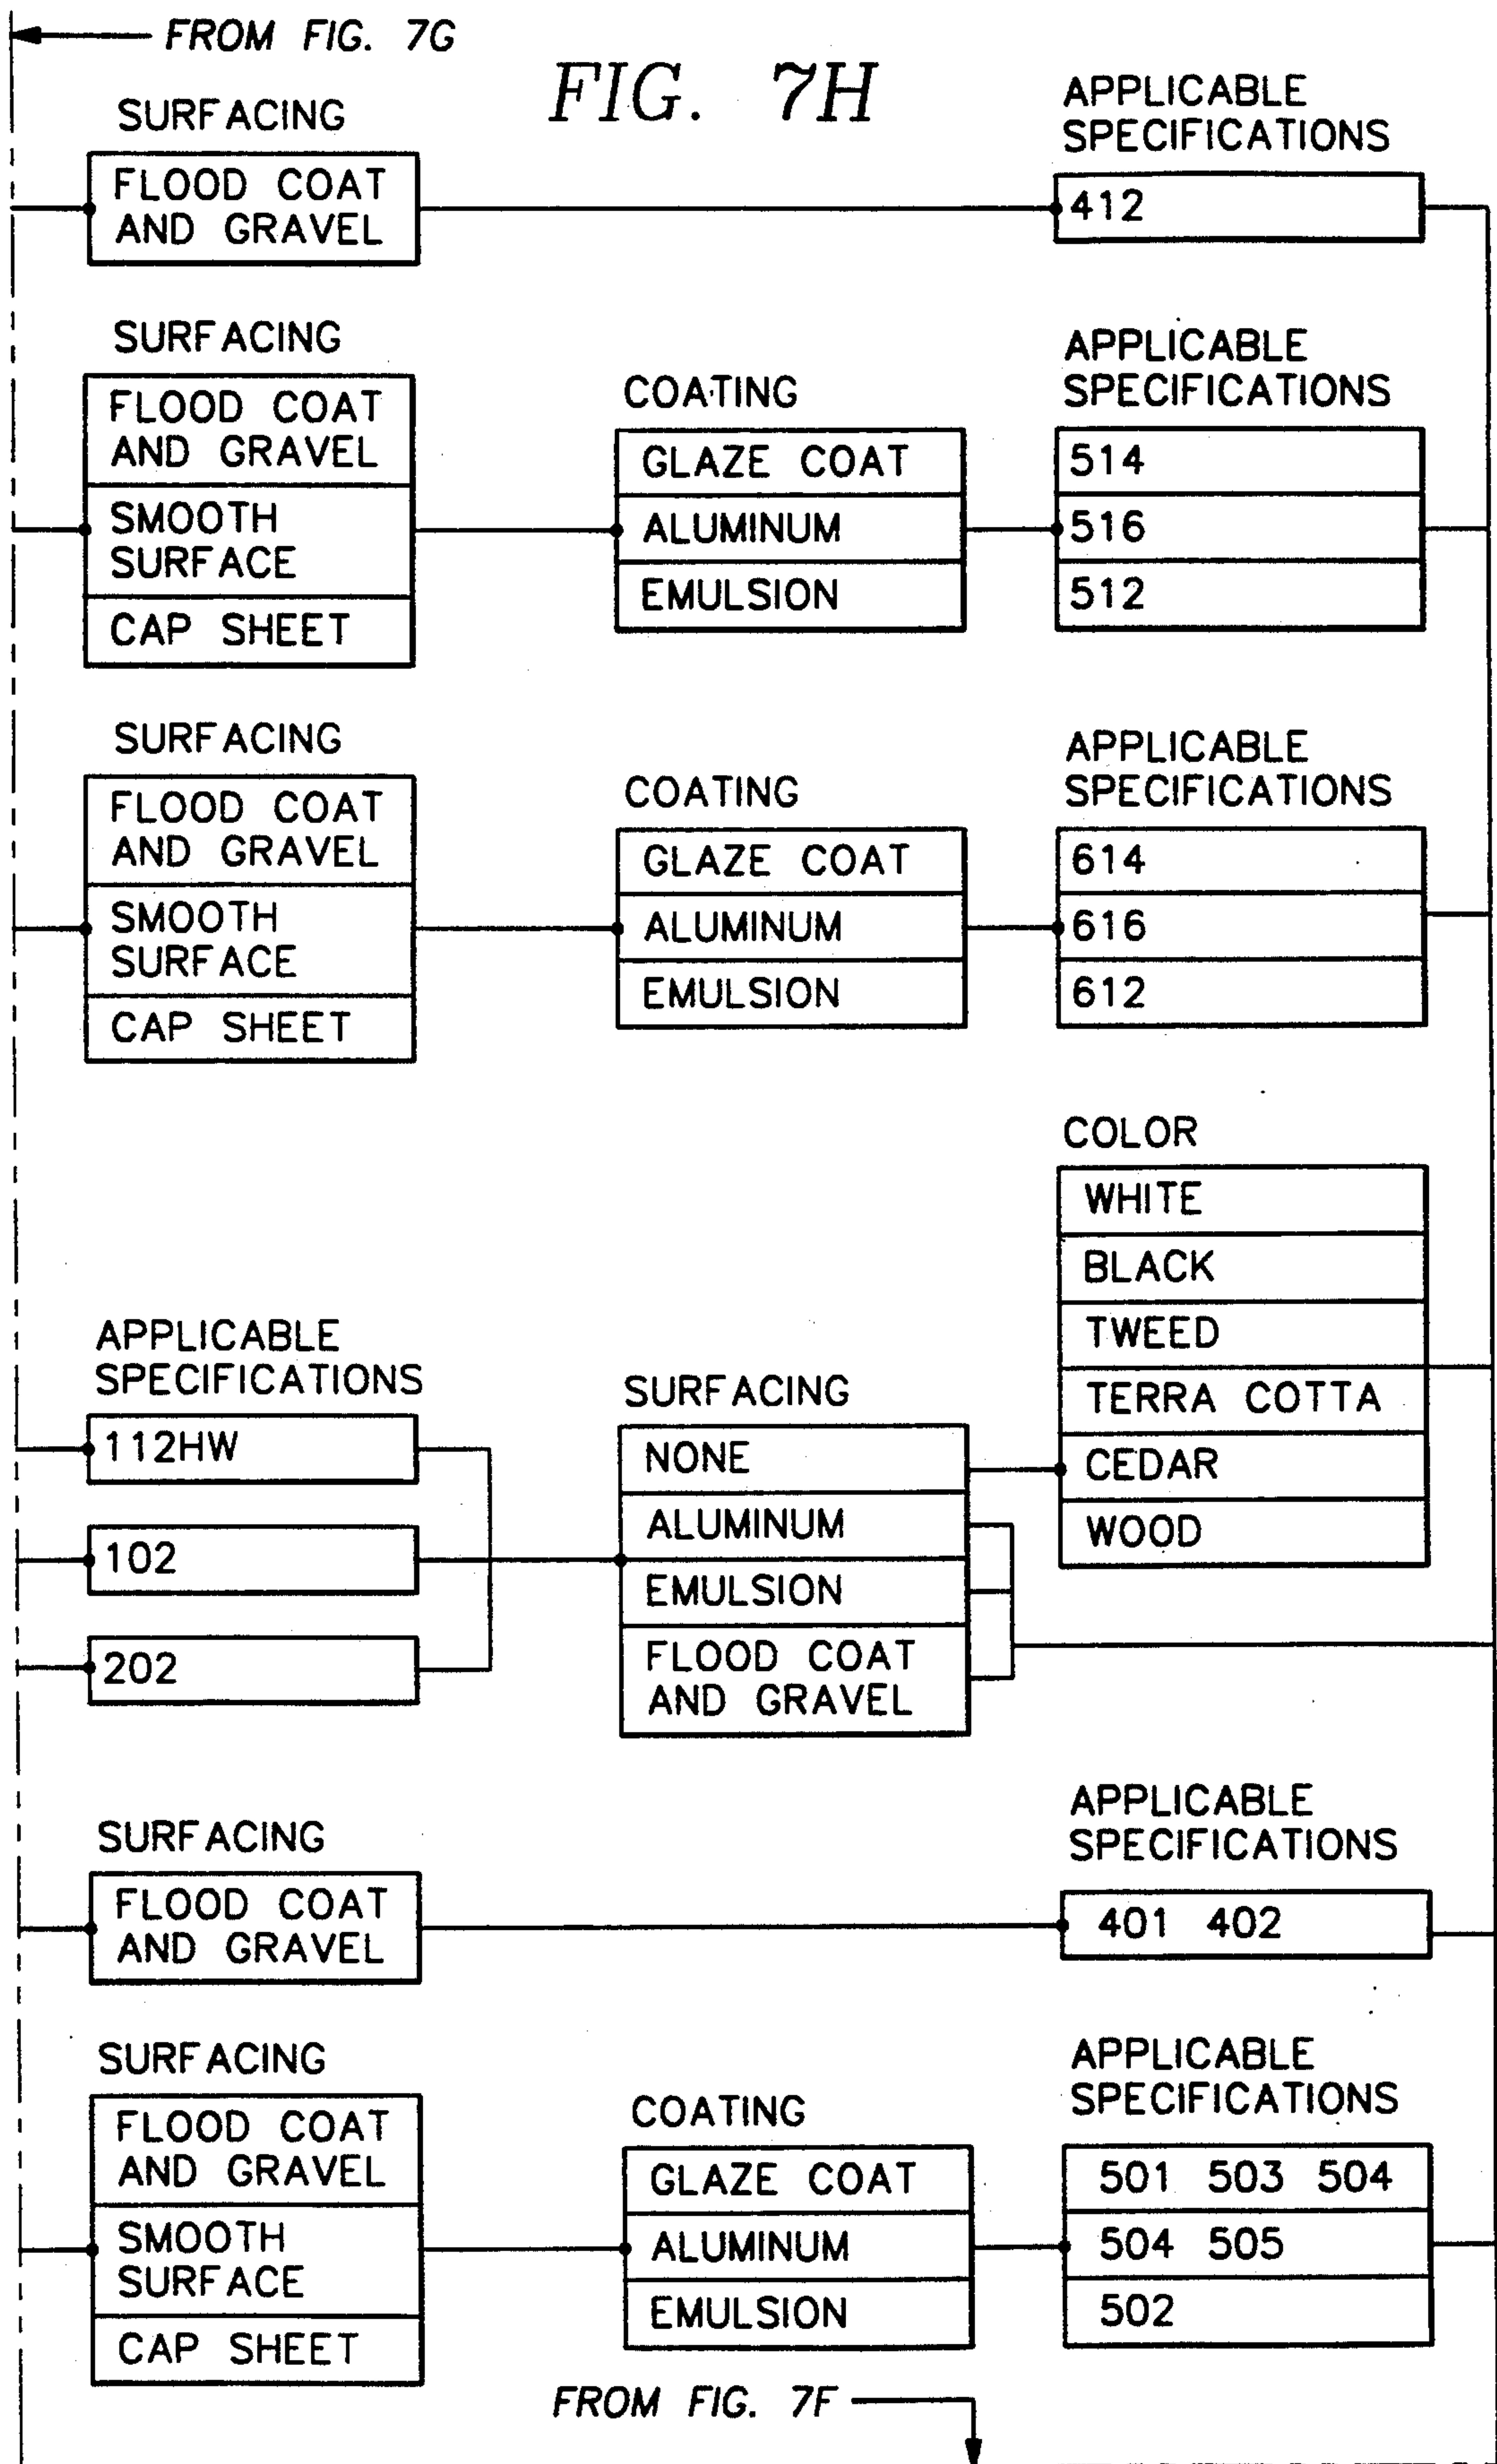 FROM FIG. 7G
FIG. 7H
SURFACING
FLOOD COAT
AND GRAVEL
APPLICABLE
SPECIFICATIONS
412
SURFACING
FLOOD COAT
AND GRAVEL
SMOOTH
SURFACE
CAP SHEET
COATING
GLAZE COAT
ALUMINUM
EMULSION
APPLICABLE
SPECIFICATIONS
514
516
512
SURFACING
FLOOD COAT
AND GRAVEL
SMOOTH
SURFACE
CAP SHEET
COATING
GLAZE COAT
ALUMINUM
EMULSION
APPLICABLE
SPECIFICATIONS
614
616
612
APPLICABLE
SPECIFICATIONS
112HW
102
202
SURFACING
NONE
ALUMINUM
EMULSION
FLOOD COAT
AND GRAVEL
COLOR
WHITE
BLACK
TWEED
TERRA COTTA
CEDAR
WOOD
SURFACING
FLOOD COAT
AND GRAVEL
APPLICABLE
SPECIFICATIONS
401 402
SURFACING
FLOOD COAT
AND GRAVEL
SMOOTH
SURFACE
CAP SHEET
COATING
GLAZE COAT
ALUMINUM
EMULSION
APPLICABLE
SPECIFICATIONS
501 503 504
504 505
502
FROM FIG. 7F